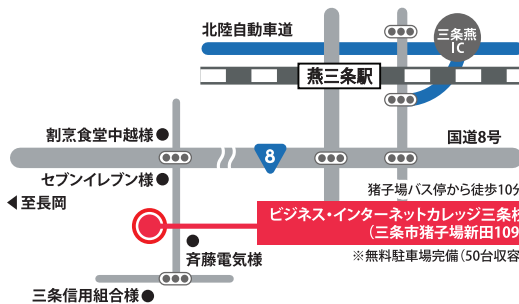 北陸自動車道
三条燕
IC
燕三条駅
割烹食堂中越様
国道8号
8
セブンイレブン様
猪子場バス停から徒歩10分
至長岡
ビジネス・インターネットカレッジ三条校
(三条市猪子場新田109
斉藤電気様
※無料駐車場完備(50台収容
三条信用組合様